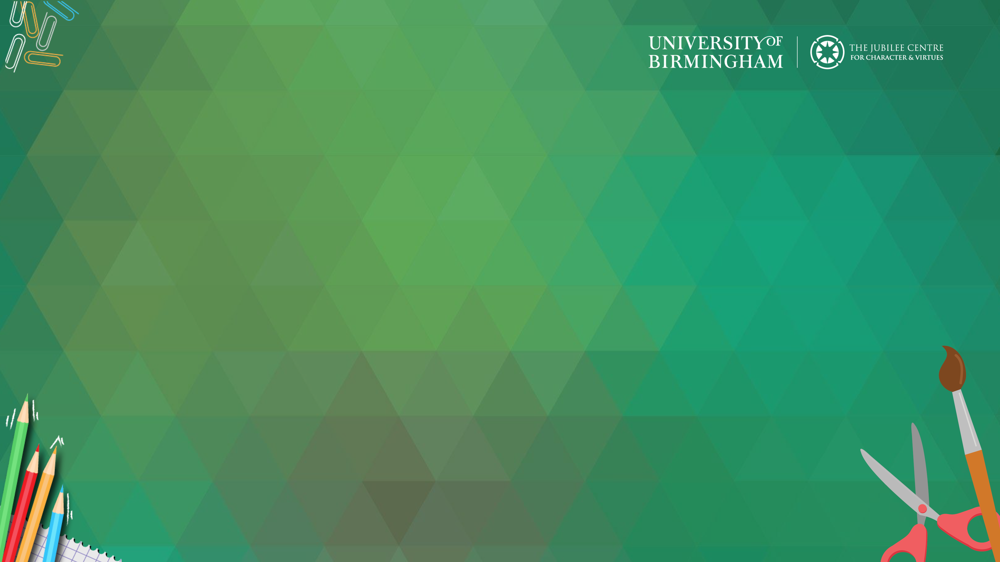 UNIVERSITY OF
BIRMINGHAM
THE JUBILEE CENTRE
FOR CHARACTER & VIRTUES